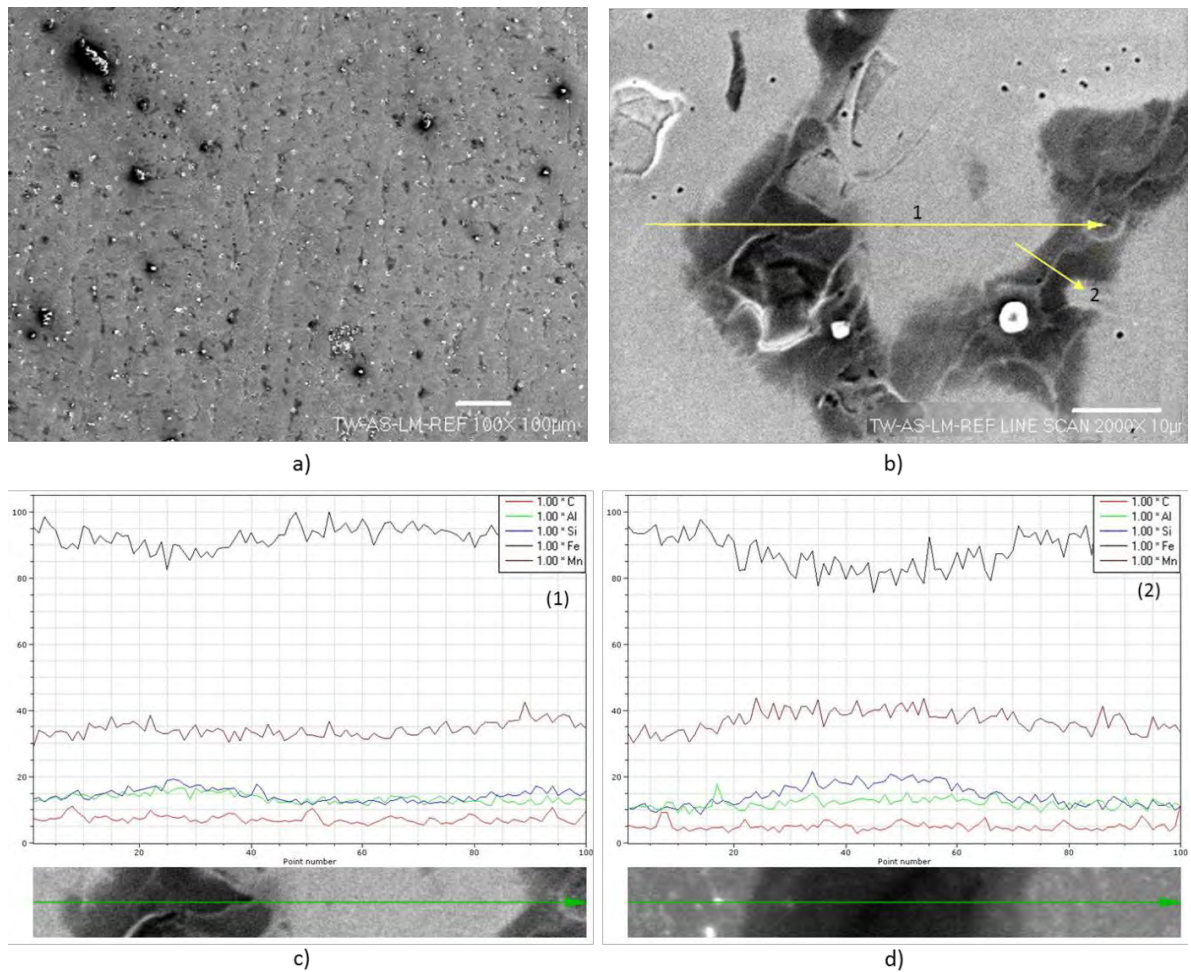 TW-AS-LM-REF 100X 100µm
a)
1
2
TW-AS-LM-REF LINE SCAN 2000X 10µr
b)
100
80
60
40
20
0
1.00 * C
1.00 * Al
1.00 * Si
1.00 * Fe
1.00 * Mn
(1)
20 40 60 80 100
Point number
c)
100
80
60
40
20
0
1.00 * C
1.00 * Al
1.00 * Si
1.00 * Fe
1.00 * Mn
(2)
20 40 60 80 100
Point number
d)